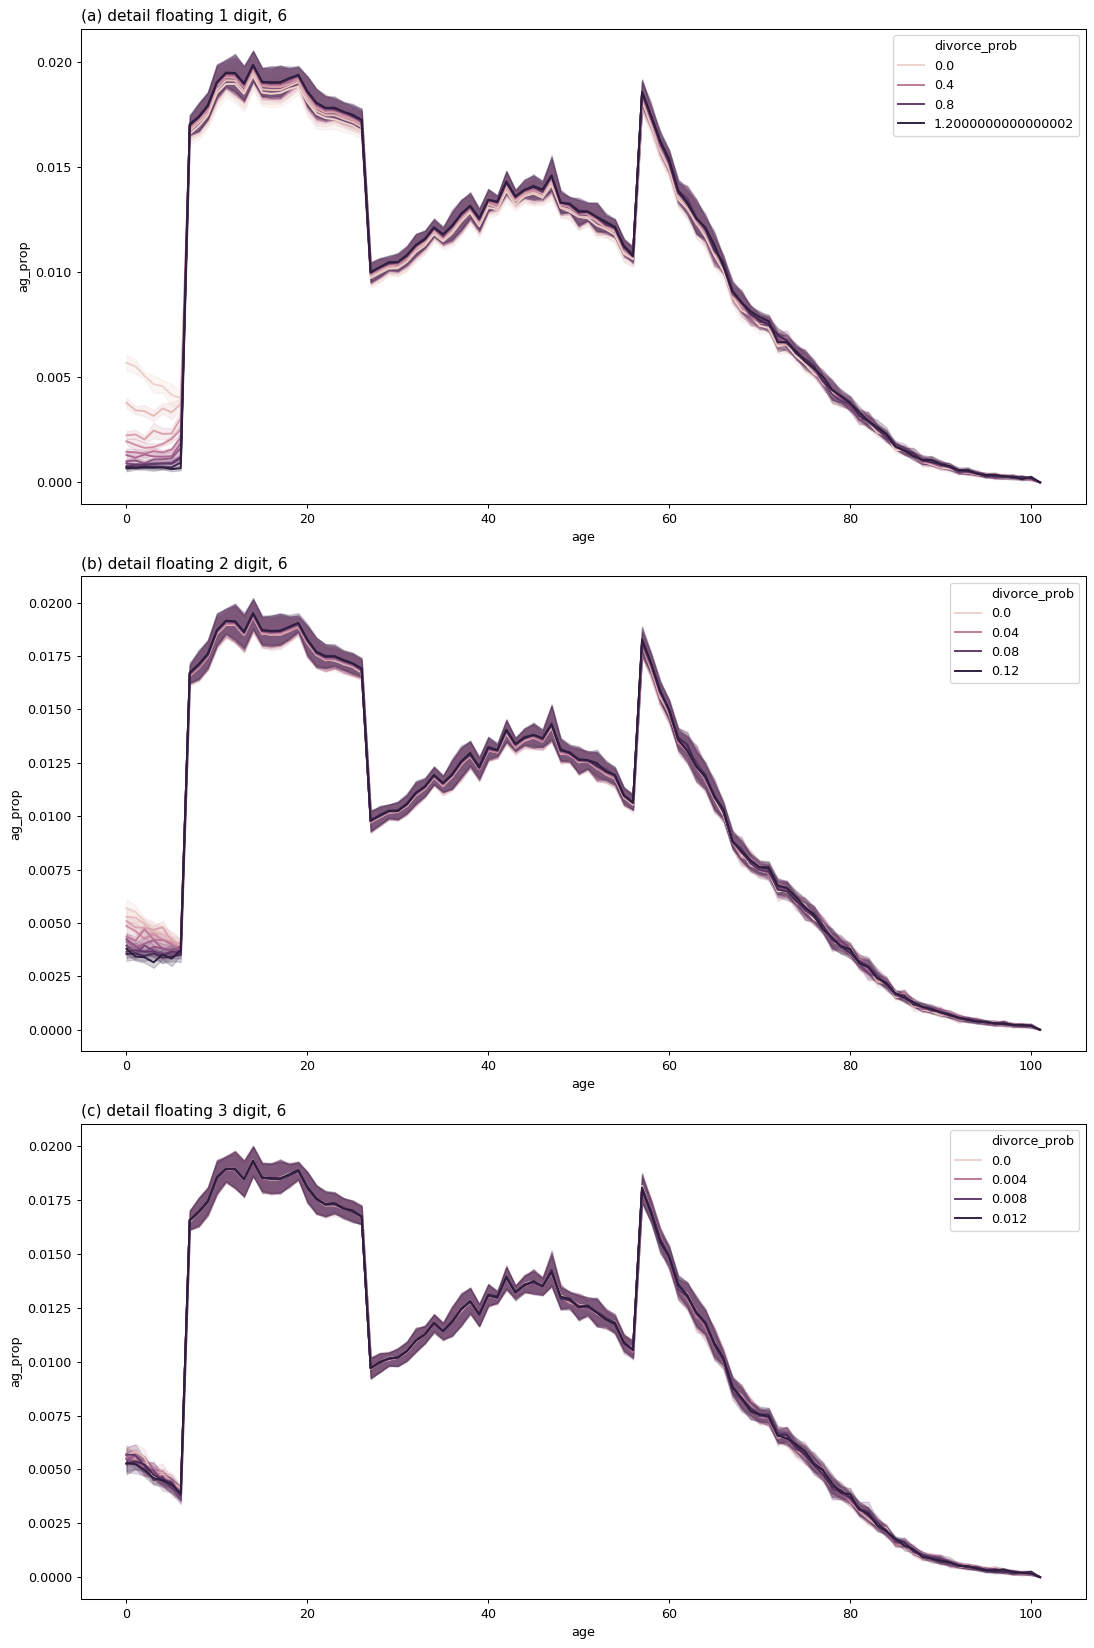 (a) detail floating 1 digit, 6
divorce_prob
0.0
0.4
0.8
1.2000000000000002
0.020
0.015
0.010
0.005
0.000
ag_prop
0 20 40 60 80 100
age
(b) detail floating 2 digit, 6
divorce_prob
0.0
0.04
0.08
0.12
0.0200
0.0175
0.0150
0.0125
0.0100
0.0075
0.0050
0.0025
0.0000
ag_prop
0 20 40 60 80 100
age
(c) detail floating 3 digit, 6
divorce_prob
0.0
0.004
0.008
0.012
0.0200
0.0175
0.0150
0.0125
0.0100
0.0075
0.0050
0.0025
0.0000
ag_prop
0 20 40 60 80 100
age